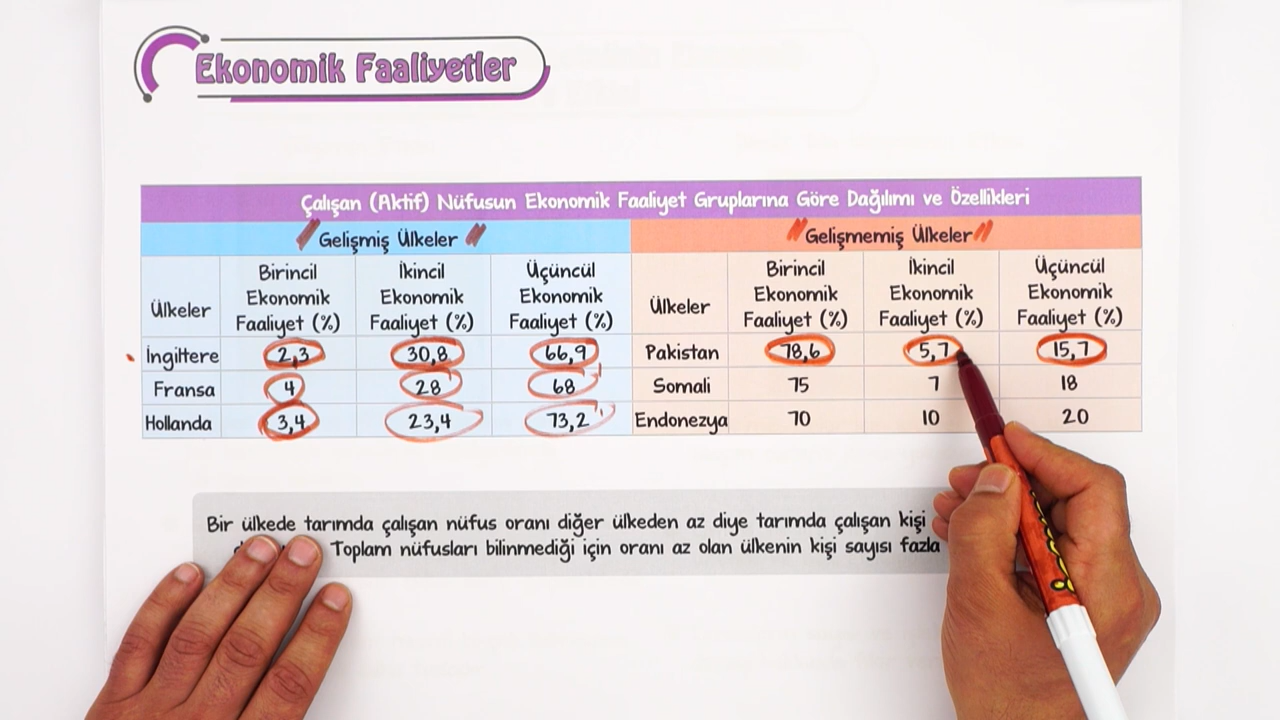 Ekonomik Faaliyetler
Çalışan (Aktif) Nüfusun Ekonomik Faaliyet Gruplarına Göre Dağılımı ve Özellikleri
Gelişmiş Ülkeler Gelişmemiş Ülkeler
Ülkeler Birincil Ekonomik Faaliyet (%) İkincil Ekonomik Faaliyet (%) Üçüncül Ekonomik Faaliyet (%) Ülkeler Birincil Ekonomik Faaliyet (%) İkincil Ekonomik Faaliyet (%) Üçüncül Ekonomik Faaliyet (%)
İngiltere 2,3 30,8 66,9 Pakistan 78,6 5,7 15,7
Fransa 4 28 68 Somali 75 7 18
Hollanda 3,4 23,4 73,2 Endonezya 70 10 20
Bir ülkede tarımda çalışan nüfus oranı diğer ülkeden az diye tarımda çalışan kişi
Toplam nüfusları bilinmediği için oranı az olan ülkenin kişi sayısı fazla